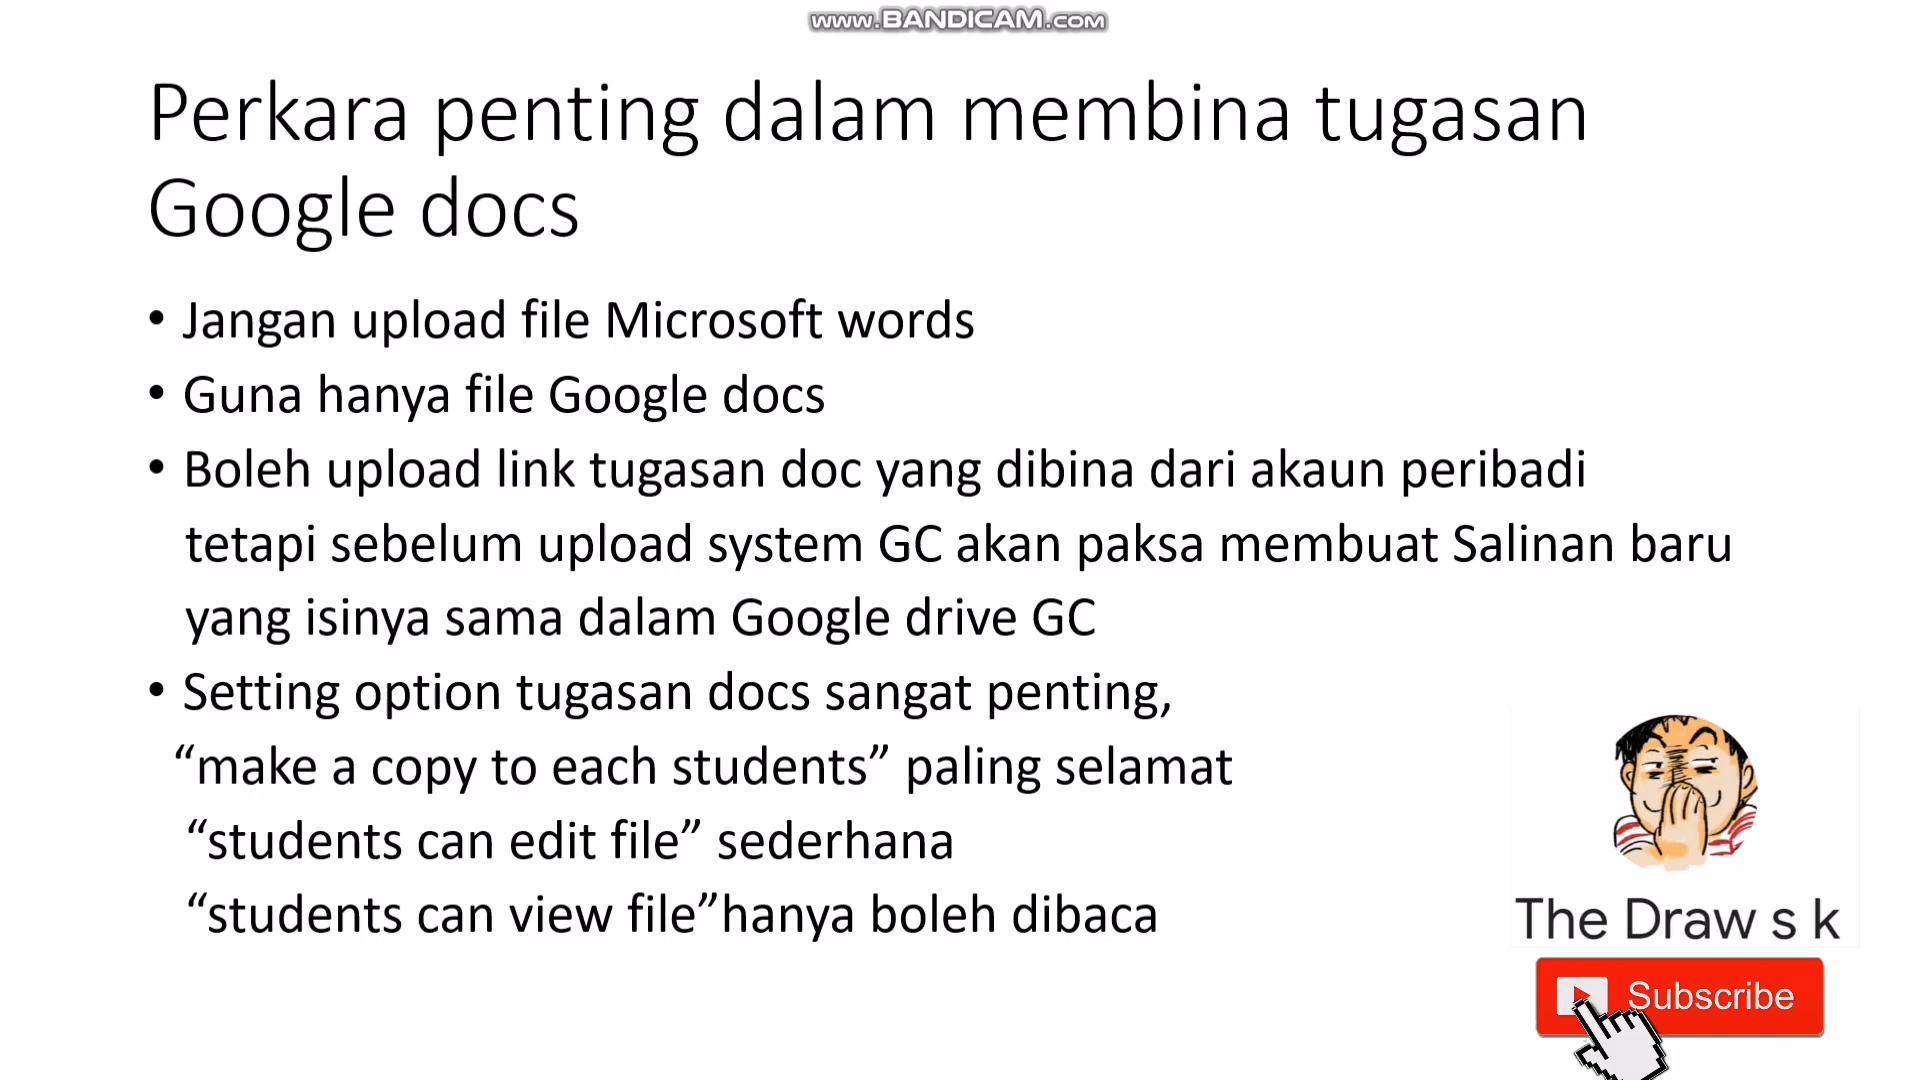 www.BANDICAM.com
Perkara penting dalam membina tugasan
Google docs
• Jangan upload file Microsoft words
• Guna hanya file Google docs
• Boleh upload link tugasan doc yang dibina dari akaun peribadi
tetapi sebelum upload system GC akan paksa membuat Salinan baru
yang isinya sama dalam Google drive GC
• Setting option tugasan docs sangat penting,
“make a copy to each students” paling selamat
“students can edit file” sederhana
“students can view file”hanya boleh dibaca
The Draw s k
Subscribe